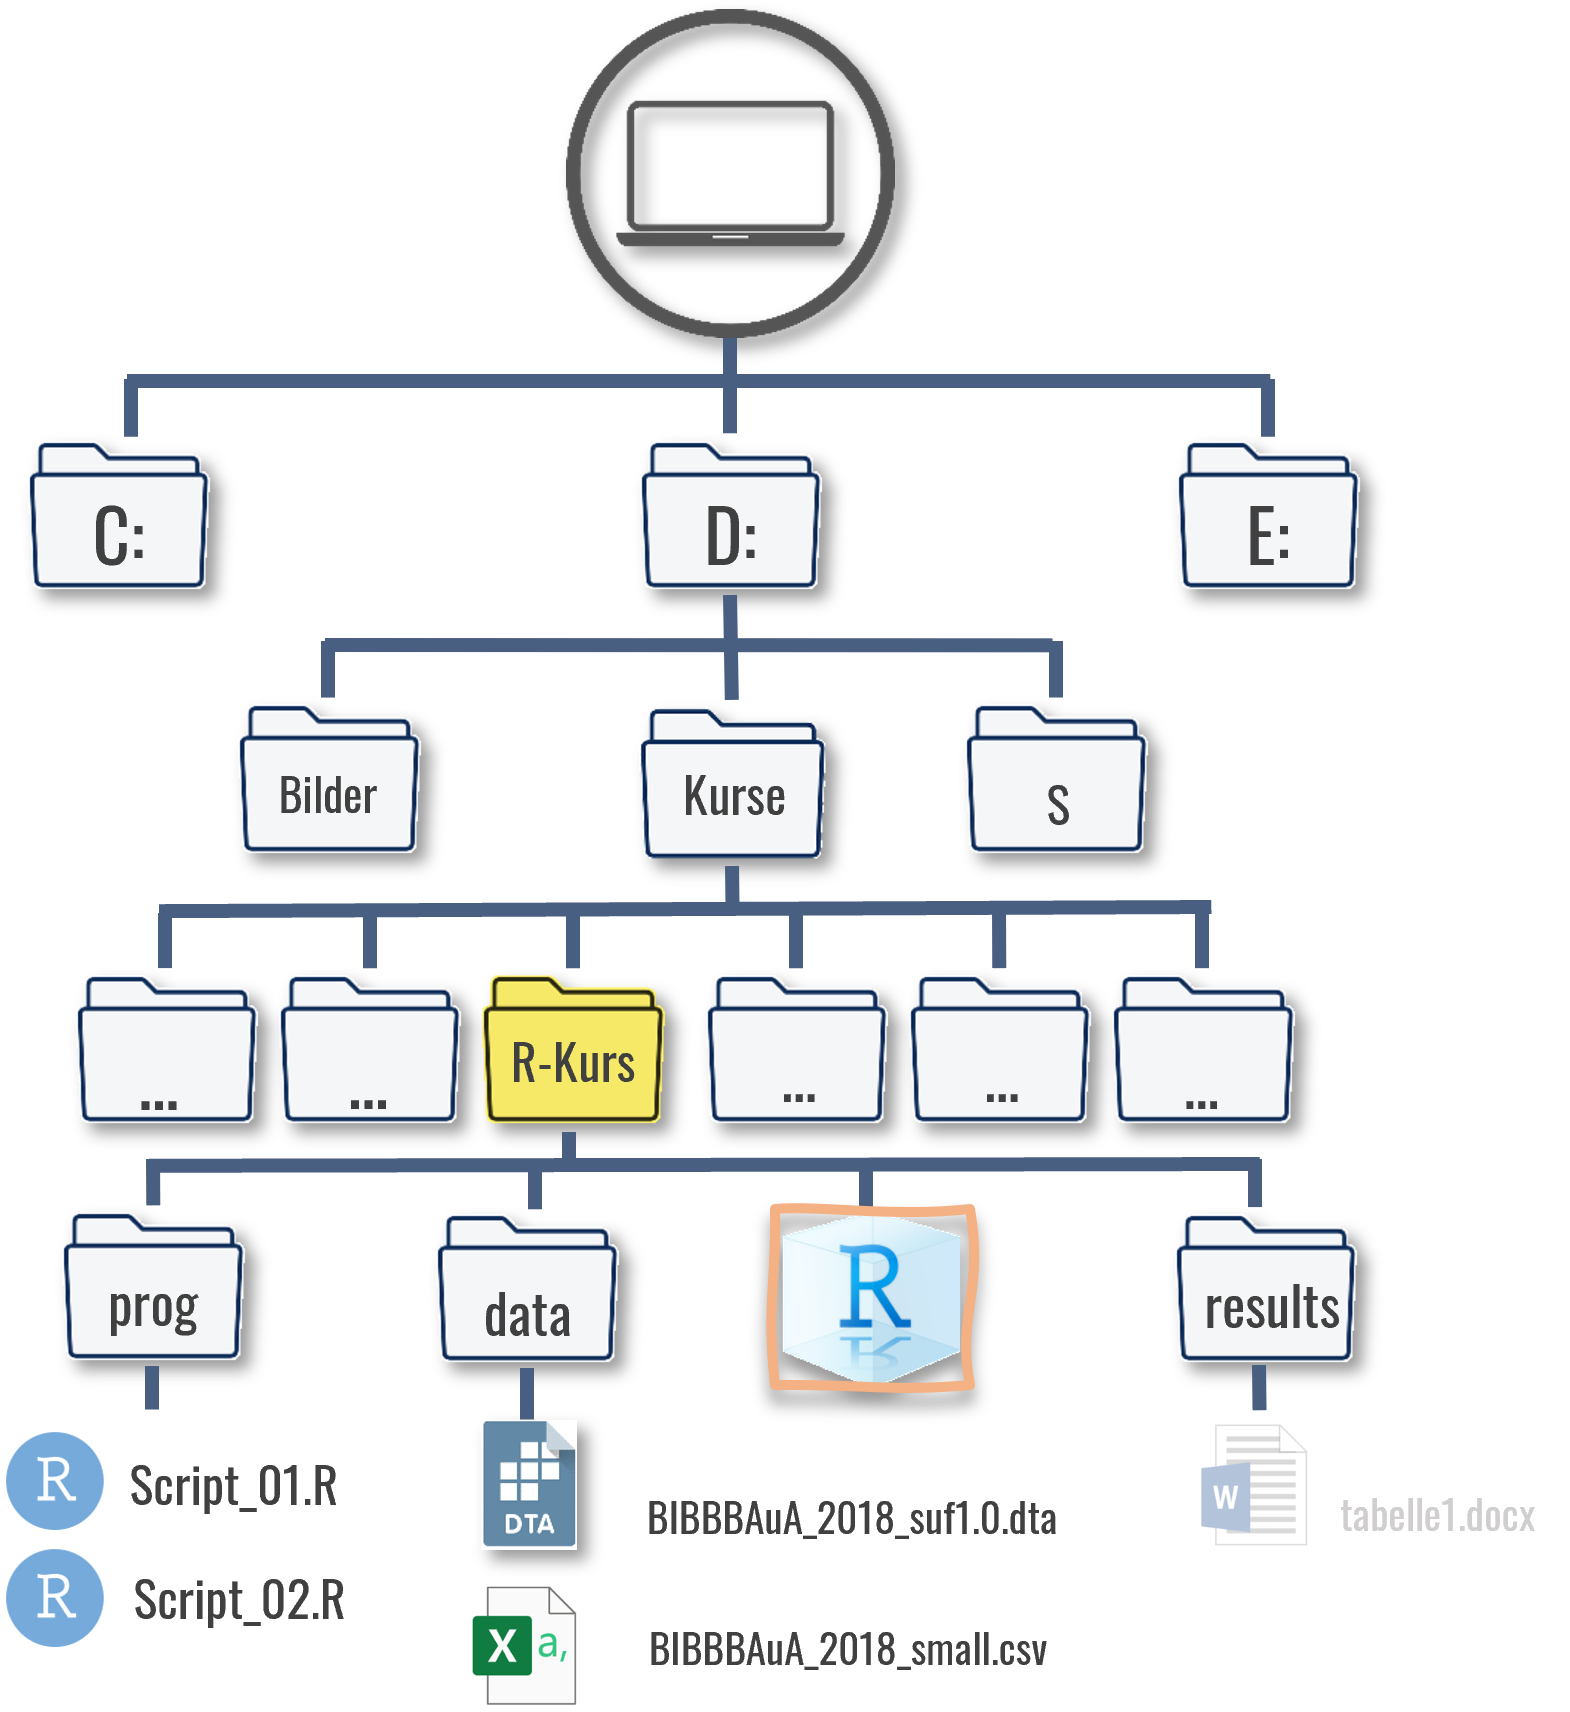 C:
D:
E:
Bilder
Kurse
S
...
...
R-Kurs
...
...
...
prog
data
R
results
R
Script_01.R
DTA
BIBBBAuA_2018_suf1.0.dta
W
tabelle1.docx
R
Script_02.R
X a,
BIBBBAuA_2018_small.csv